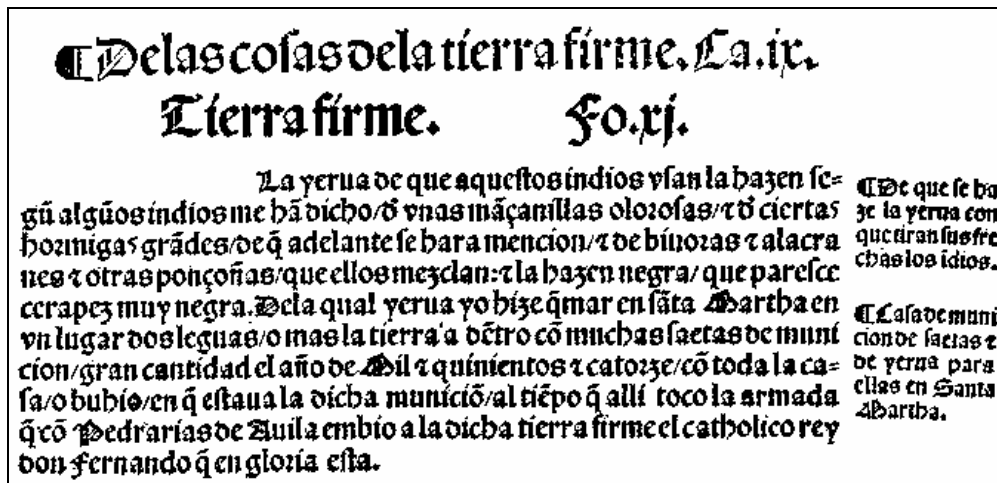 ¶ Delas cosas dela tierra firme. Ca.ix.
Tierra firme. Fo.xj.
La yerua de que aquestos indios vsan la hazen se=
gũ algũos indios me hã dicho/đ vnas mãçanillas olorosas/⁊ đ ciertas
hormigas grãdes/de q̃ adelante se hara mencion/⁊ de biuoras ⁊ alacra
nes ⁊ otras ponçoñas/que ellos mezclan:⁊ la hazen negra/que paresce
cerapez muy negra. Dela qual yerua yo hize q̃mar en sãta Martha en
vn lugar dos leguas/o mas la tierra a dẽtro cõ muchas saetas de muni
cion/gran cantidad el año de Mil ⁊ quinientos ⁊ catorze/cõ toda la ca=
sa/o buhio/en q̃ estaua la dicha municiõ/al tiẽpo q̃ alli toco la armada
q̃ cõ Pedrarias de Auila embio a la dicha tierra firme el catholico rey
don Fernando q̃ en gloria esta.
¶ De que se ha
ze la yerua con
que tiran sus fre
chas los ĩdios.
¶ Casa de muni
cion de saetas ⁊
de yerua para
ellas en Santa
Martha.